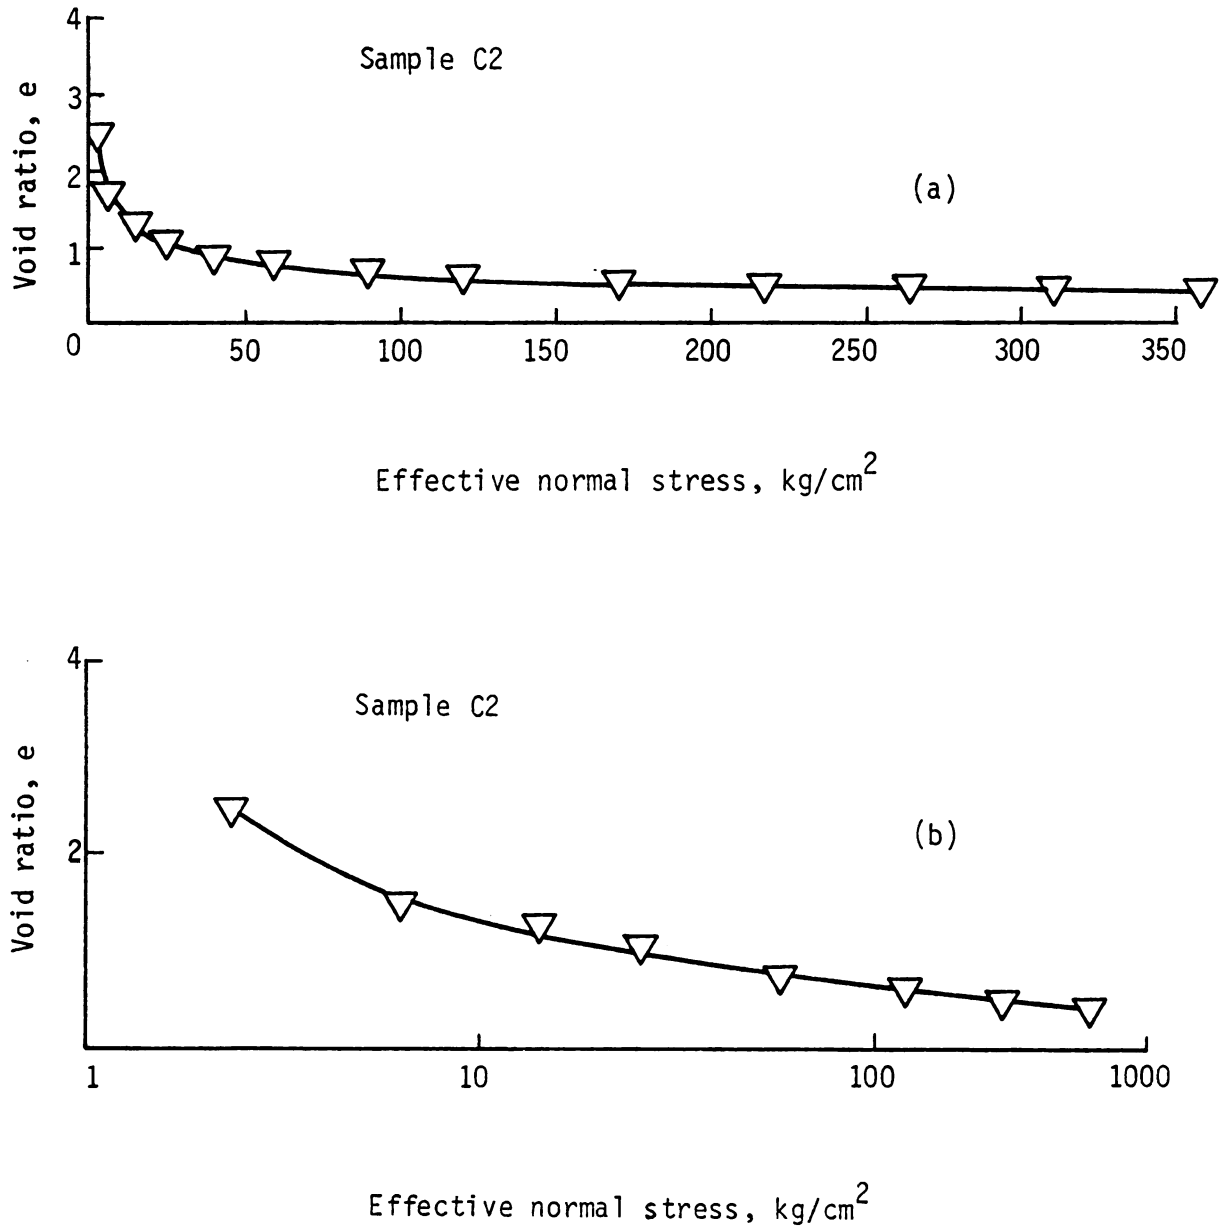 4
Sample C2
3
Void ratio, e
2
(a)
1
0 50 100 150 200 250 300 350
Effective normal stress, kg/cm2
4
Sample C2
Void ratio, e
(b)
2
1 10 100 1000
Effective normal stress, kg/cm2